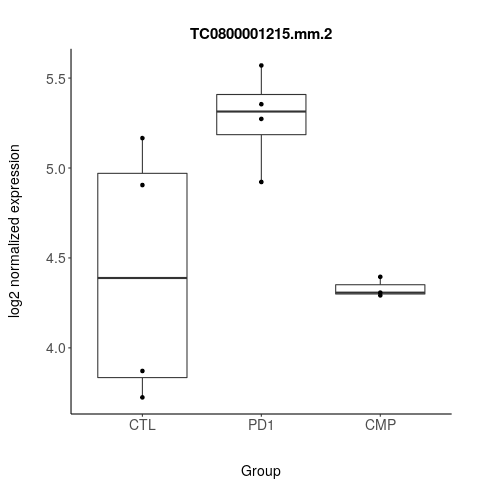 TC0800001215.mm.2
log2 normalized expression
5.5
5.0
4.5
4.0
CTL PD1 CMP
Group